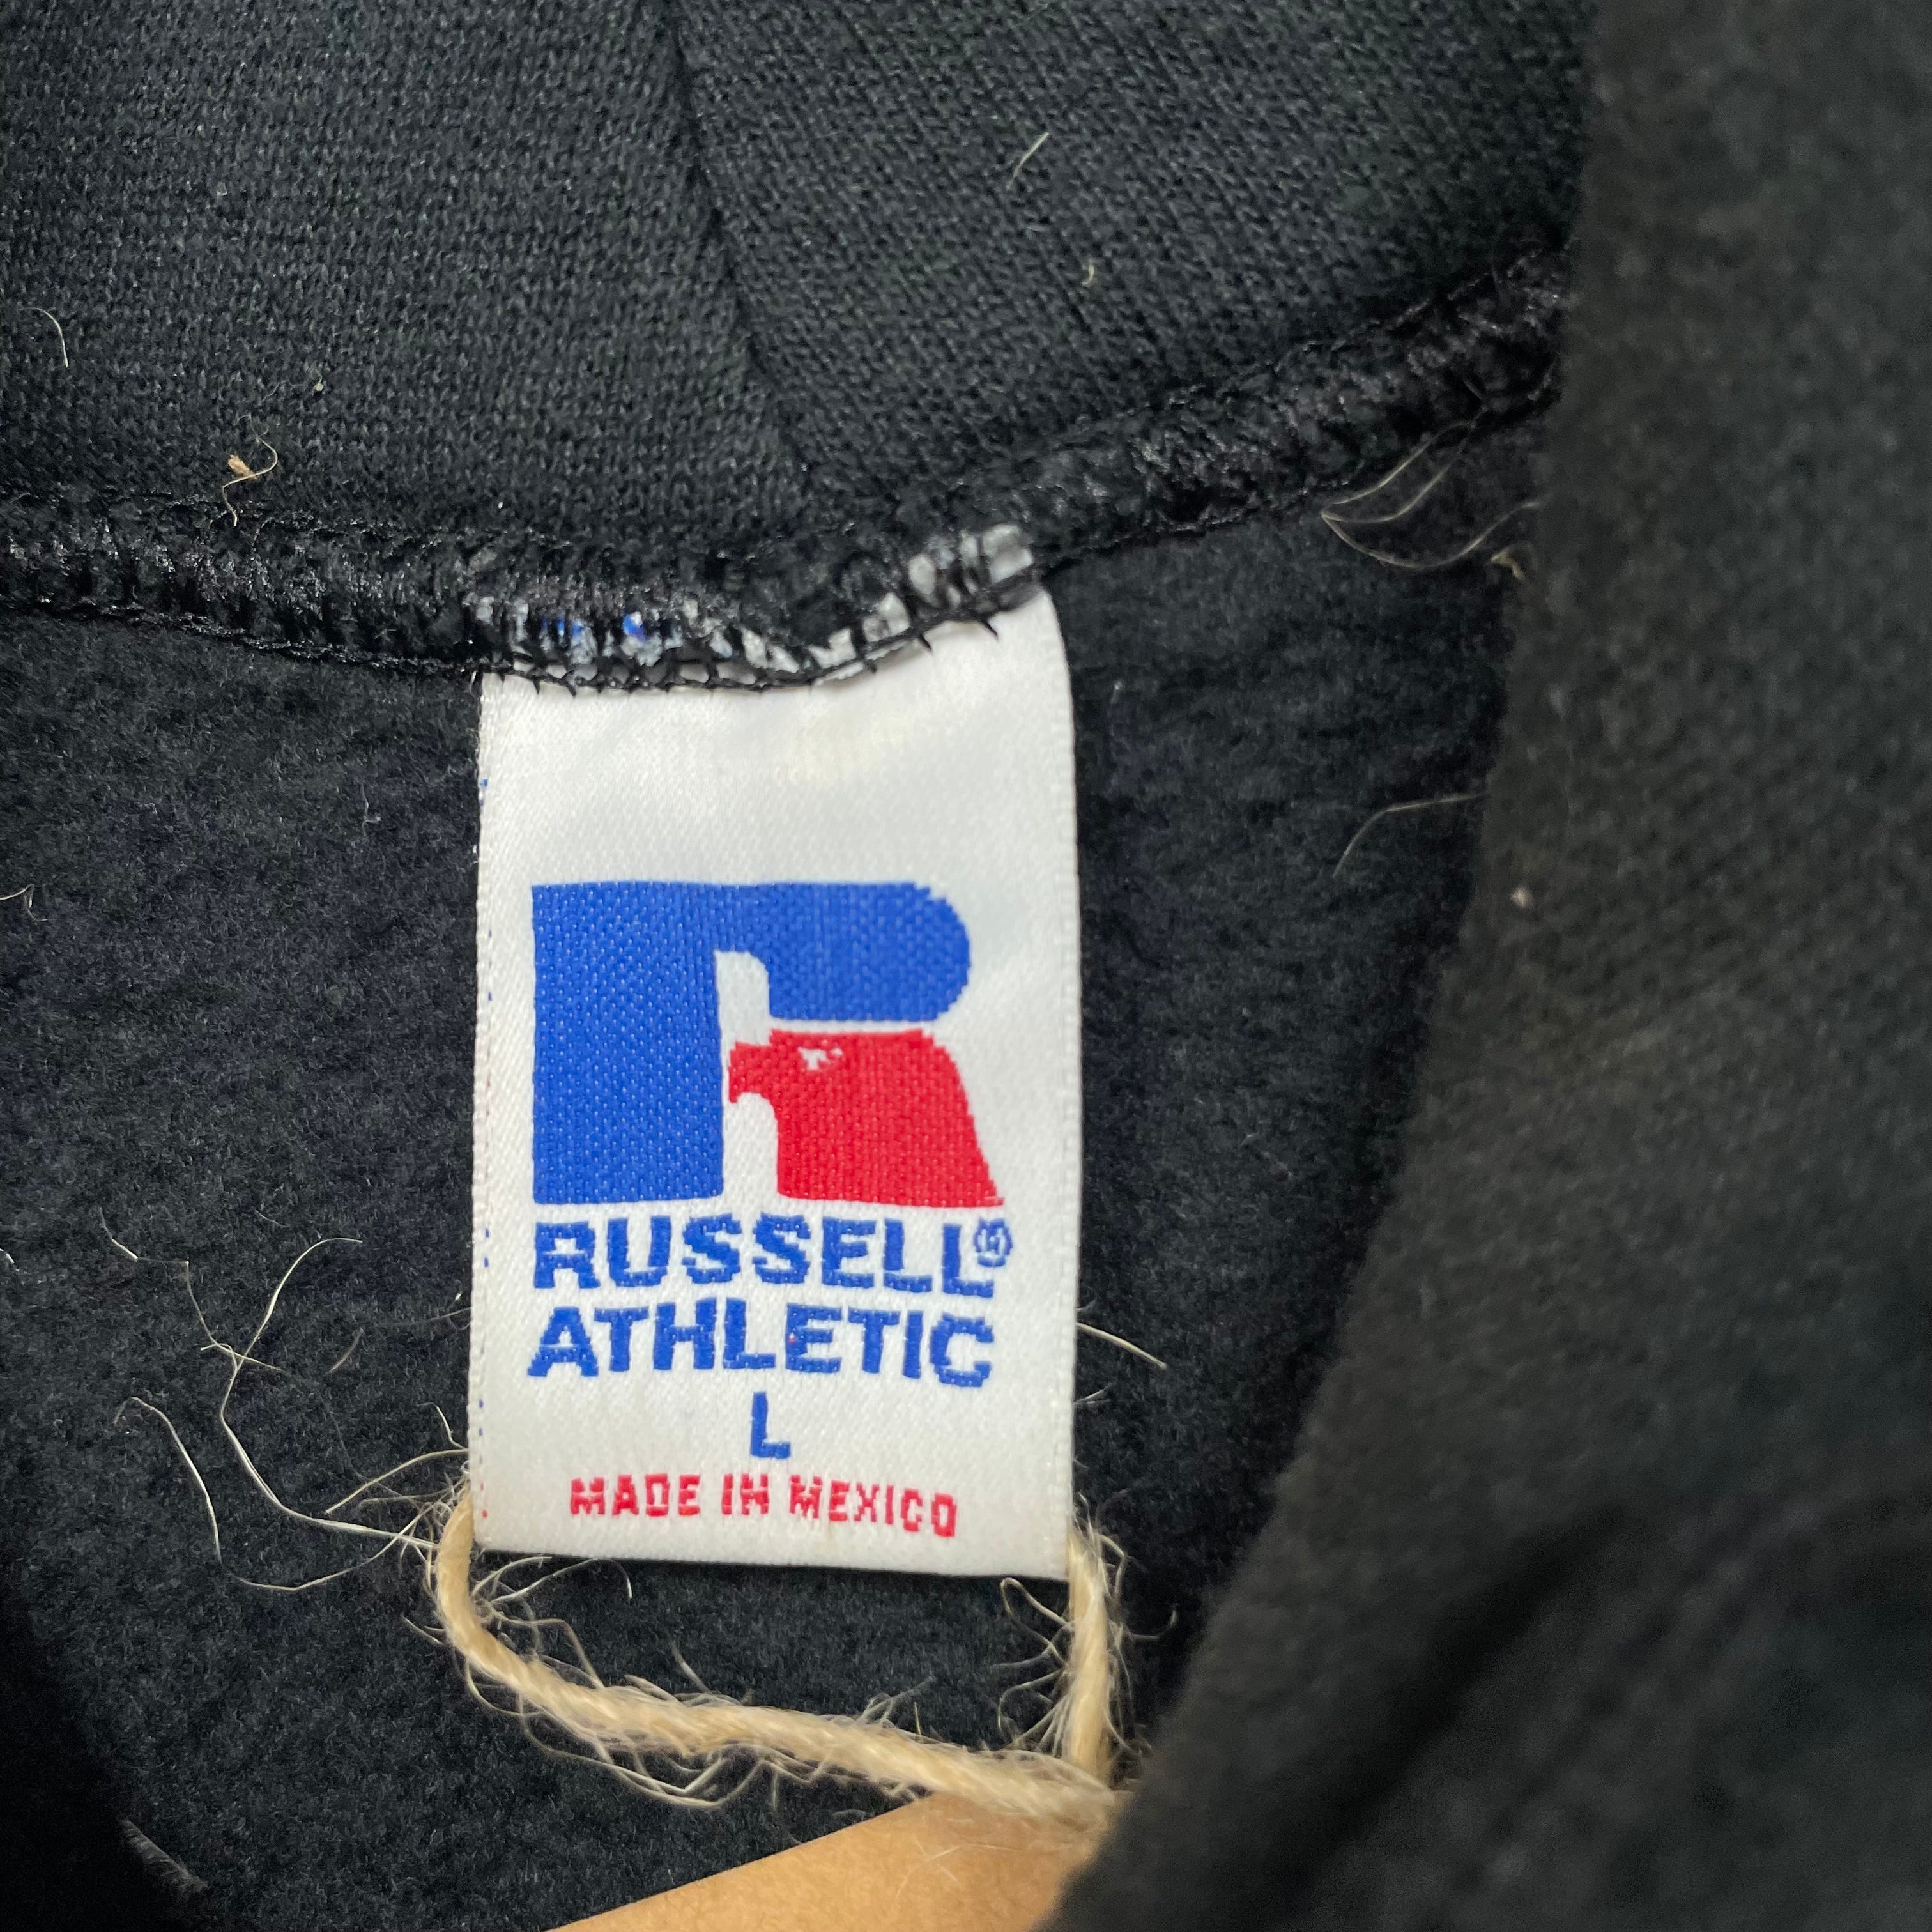 RUSSELL®
ATHLETIC
L
MADE IN MEXICO